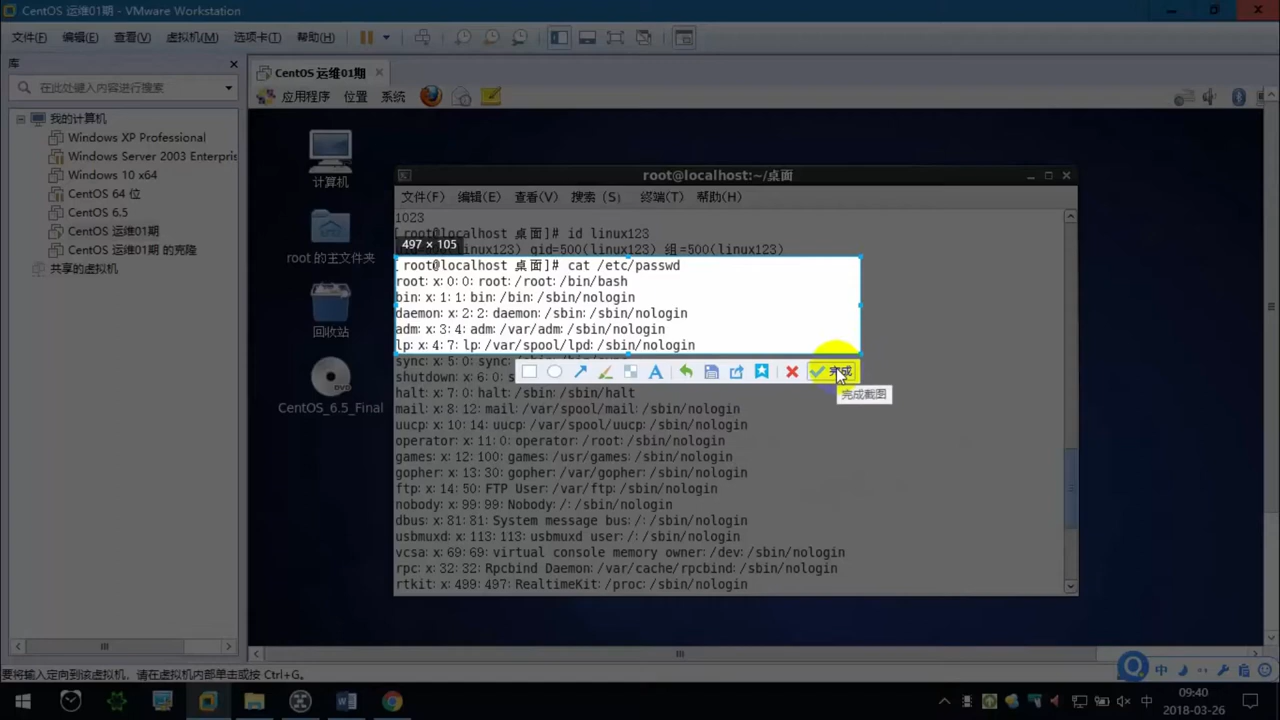 CentOS 运维01期 - VMware Workstation
文件(F) 编辑(E) 查看(V) 虚拟机(M) 选项卡(T) 帮助(H)
库
在此处键入内容进行搜索
我的计算机
Windows XP Professional
Windows Server 2003 Enterpris
Windows 10 x64
CentOS 64 位
CentOS 6.5
CentOS 运维01期
CentOS 运维01期 的克隆
共享的虚拟机
CentOS 运维01期
应用程序 位置 系统
计算机
root 的主文件夹
回收站
CentOS_6.5_Final
root@localhost:~/桌面
文件(F) 编辑(E) 查看(V) 搜索 (S) 终端(T) 帮助(H)
1023
[root@localhost 桌面]# id linux123
497 × 105
(linux123) gid=500(linux123) 组=500(linux123)
[root@localhost 桌面]# cat /etc/passwd
root:x:0:0:root:/root:/bin/bash
bin:x:1:1:bin:/bin:/sbin/nologin
daemon:x:2:2:daemon:/sbin:/sbin/nologin
adm:x:3:4:adm:/var/adm:/sbin/nologin
lp:x:4:7:lp:/var/spool/lpd:/sbin/nologin
sync:x:5:0:sync:
shutdown:x:6:0:
完成
完成截图
halt:x:7:0:halt:/sbin:/sbin/halt
mail:x:8:12:mail:/var/spool/mail:/sbin/nologin
uucp:x:10:14:uucp:/var/spool/uucp:/sbin/nologin
operator:x:11:0:operator:/root:/sbin/nologin
games:x:12:100:games:/usr/games:/sbin/nologin
gopher:x:13:30:gopher:/var/gopher:/sbin/nologin
ftp:x:14:50:FTP User:/var/ftp:/sbin/nologin
nobody:x:99:99:Nobody:/:/sbin/nologin
dbus:x:81:81:System message bus:/:/sbin/nologin
usbmuxd:x:113:113:usbmuxd user:/:/sbin/nologin
vcsa:x:69:69:virtual console memory owner:/dev:/sbin/nologin
rpc:x:32:32:Rpcbind Daemon:/var/cache/rpcbind:/sbin/nologin
rtkit:x:499:497:RealtimeKit:/proc:/sbin/nologin
要将输入定向到该虚拟机，请在虚拟机内部单击或按 Ctrl+G。
中
中
09:40
2018-03-26